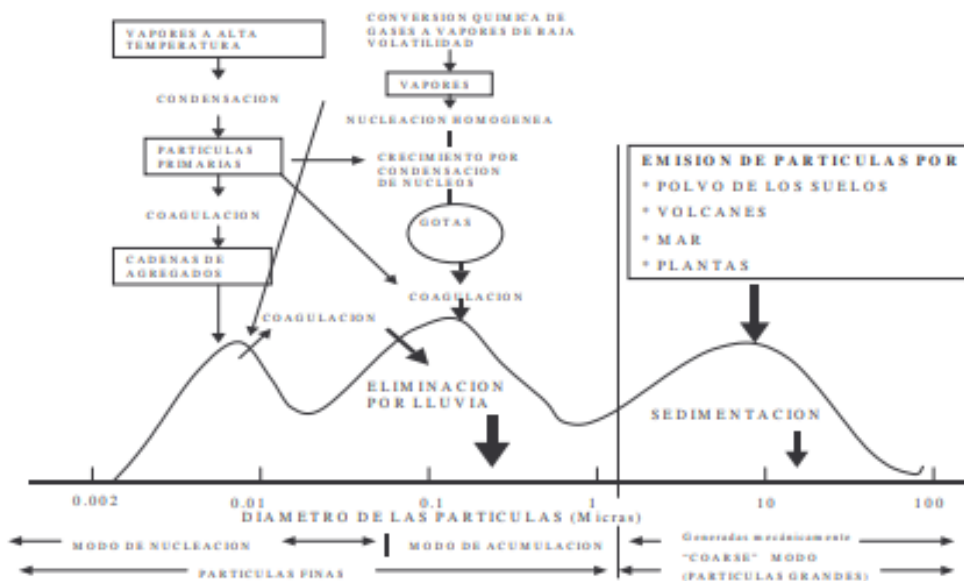 VAPORES A ALTA
TEMPERATURA
CONDENSACION
PARTICULAS
PRIMARIAS
COAGULACION
CADENAS DE
AGREGADOS
COAGULACION
CONVERSION QUIMICA DE
GASES A VAPORES DE BAJA
VOLATILIDAD
VAPORES
NUCLEACION HOMOGENEA
CRECIMIENTO POR
CONDENSACION
DE NUCLEOS
GOTAS
COAGULACION
ELIMINACION
POR LLUVIA
EMISION DE PARTICULAS POR
* POLVO DE LOS SUELOS
* VOLCANES
* MAR
* PLANTAS
SEDIMENTACION
0.002 0.01 0.1 1 10 100
DIAMETRO DE LAS PARTICULAS (Micras)
MODO DE NUCLEACION
MODO DE ACUMULACION
PARTICULAS FINAS
Generadas mecánicamente
"COARSE" MODO
(PARTICULAS GRANDES)